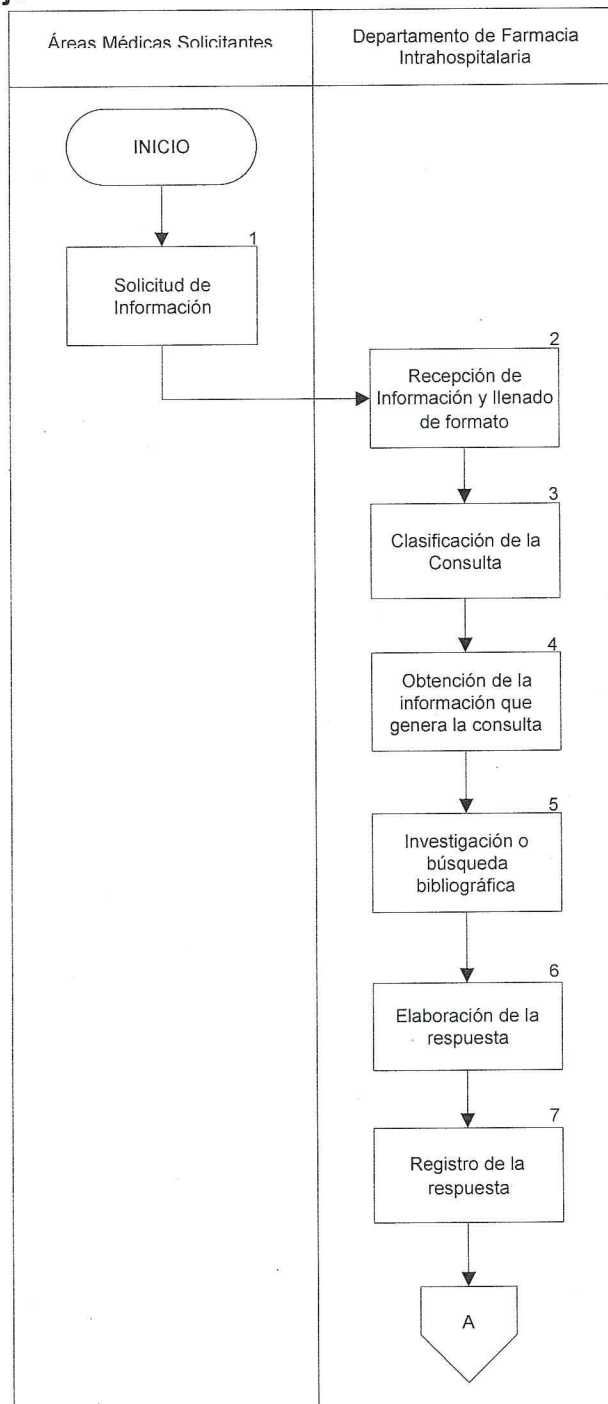 Áreas Médicas Solicitantes
Departamento de Farmacia
Intrahospitalaria
INICIO
1
Solicitud de
Información
2
Recepción de
Información y llenado
de formato
3
Clasificación de la
Consulta
4
Obtención de la
información que
genera la consulta
5
Investigación o
búsqueda
bibliográfica
6
Elaboración de la
respuesta
7
Registro de la
respuesta
A